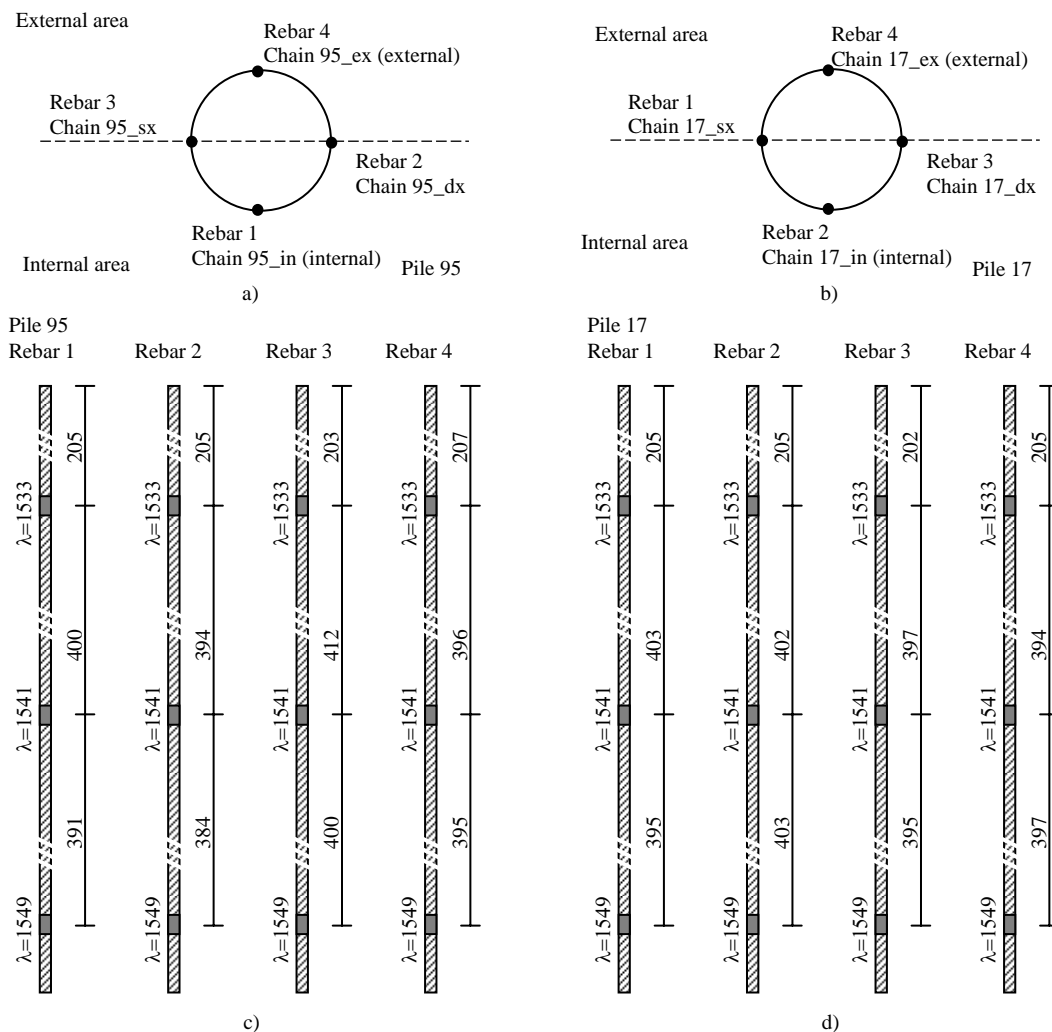 External area
Rebar 4
Chain 95_ex (external)
Rebar 3
Chain 95_sx
Rebar 2
Chain 95_dx
Rebar 1
Chain 95_in (internal)
Internal area
Pile 95
a)
External area
Rebar 4
Chain 17_ex (external)
Rebar 1
Chain 17_sx
Rebar 3
Chain 17_dx
Rebar 2
Chain 17_in (internal)
Internal area
Pile 17
b)
Pile 95
Rebar 1
Rebar 2
Rebar 3
Rebar 4
λ=1533
205
λ=1533
205
λ=1533
203
λ=1533
207
λ=1541
400
λ=1541
394
λ=1541
412
λ=1541
396
λ=1549
391
λ=1549
384
λ=1549
400
λ=1549
395
c)
Pile 17
Rebar 1
Rebar 2
Rebar 3
Rebar 4
λ=1533
205
λ=1533
205
λ=1533
202
λ=1533
205
λ=1541
403
λ=1541
402
λ=1541
397
λ=1541
394
λ=1549
395
λ=1549
403
λ=1549
395
λ=1549
397
d)